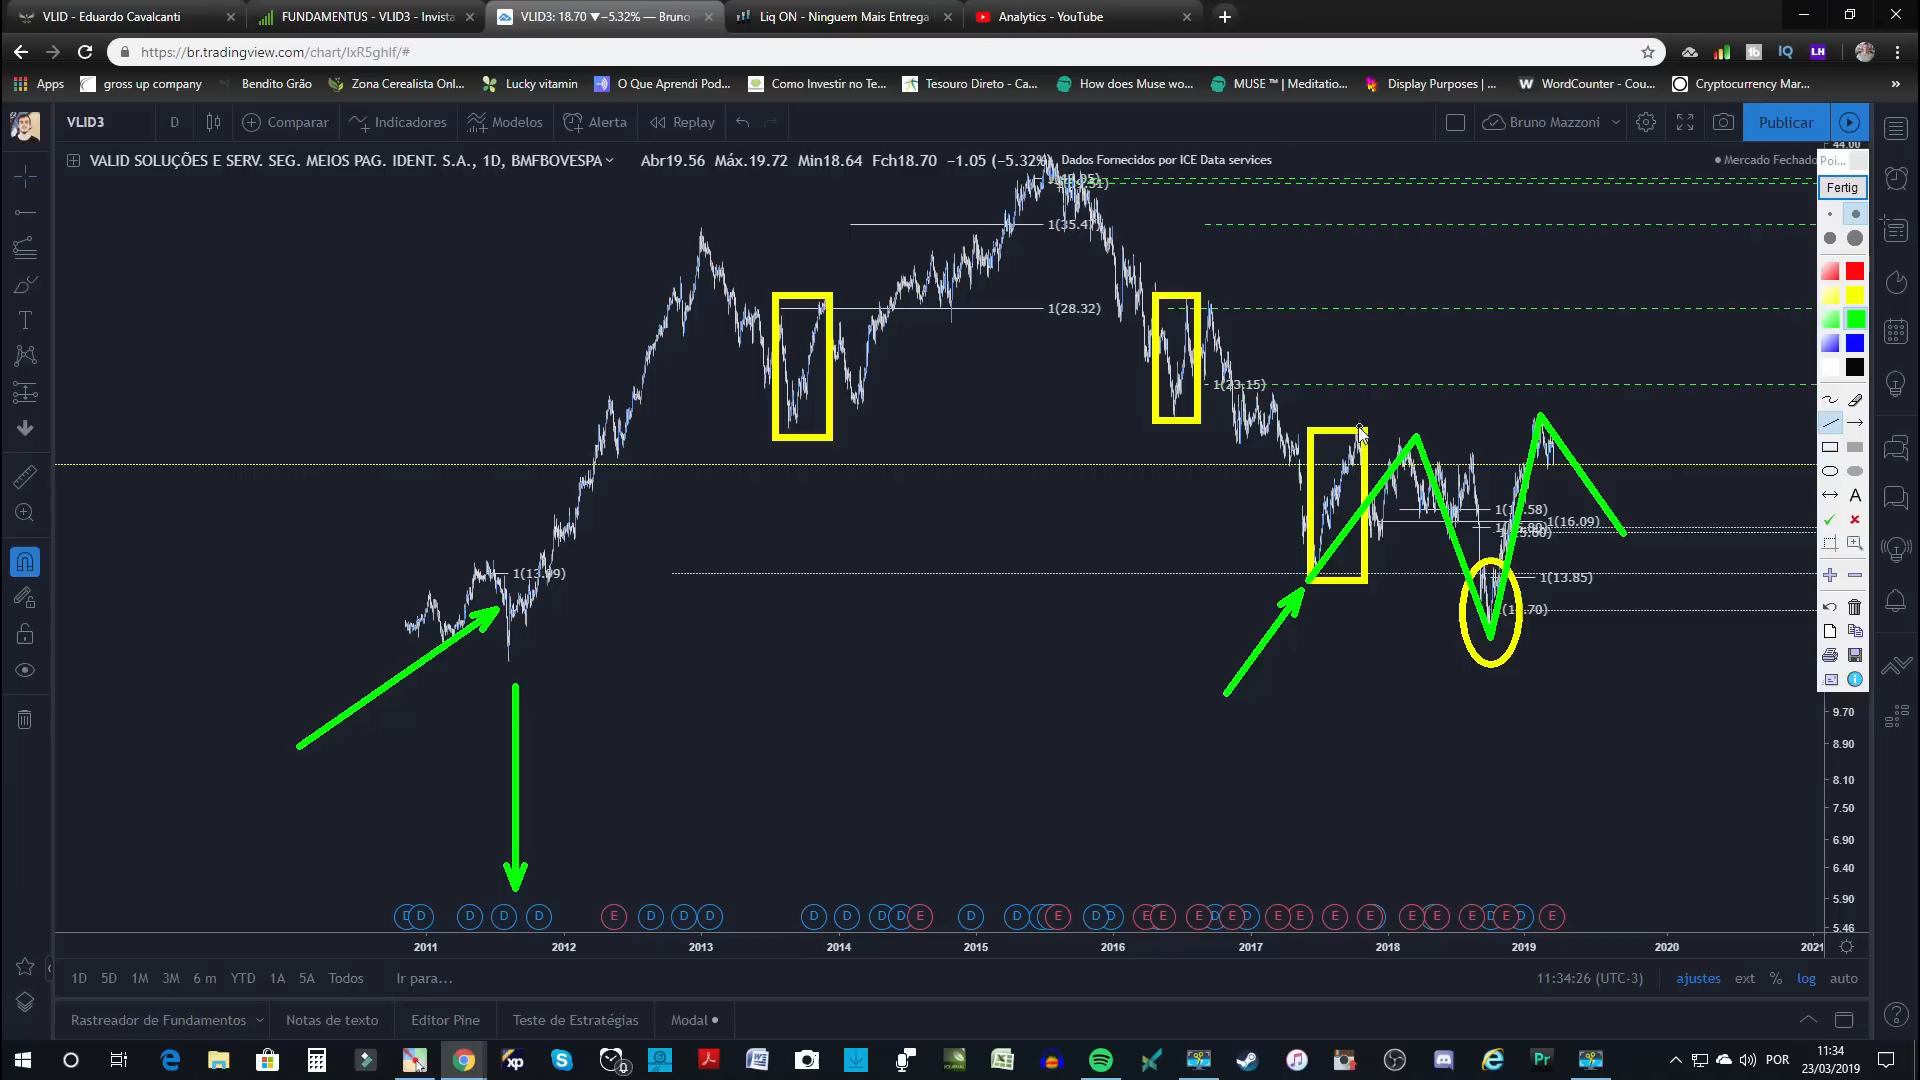 VLID - Eduardo Cavalcanti
FUNDAMENTUS - VLID3 - Invista
VLID3: 18.70 ▼−5.32% — Bruno
Liq ON - Ninguem Mais Entrega
Analytics - YouTube
https://br.tradingview.com/chart/IxR5ghIf/#
Apps
gross up company
Bendito Grão
Zona Cerealista Onl...
Lucky vitamin
O Que Aprendi Pod...
Como Investir no Te...
Tesouro Direto - Ca...
How does Muse wo...
MUSE ™ | Meditatio...
Display Purposes | ...
WordCounter - Cou...
Cryptocurrency Mar...
VLID3
D
Comparar
Indicadores
Modelos
Alerta
Replay
Bruno Mazzoni
Publicar
VALID SOLUÇÕES E SERV. SEG. MEIOS PAG. IDENT. S.A., 1D, BMFBOVESPA
Abr19.56 Máx.19.72 Min18.64 Fch18.70 −1.05 (−5.32%)
Dados Fornecidos por ICE Data services
Mercado Fechado
44.00
Poi...
Fertig
1(28.32)
1(23.15)
1(16.09)
1(13.85)
9.70
8.90
8.10
7.50
6.90
6.40
5.90
5.46
D D D D D E D D D D D D D E D D E D D E E E D E D E E E E E E E D E D E
2011 2012 2013 2014 2015 2016 2017 2018 2019 2020 2021
1D 5D 1M 3M 6 m YTD 1A 5A Todos
Ir para...
11:34:26 (UTC-3)
ajustes ext % log auto
Rastreador de Fundamentos
Notas de texto
Editor Pine
Teste de Estratégias
Modal
xp
Pr
POR
11:34
23/03/2019